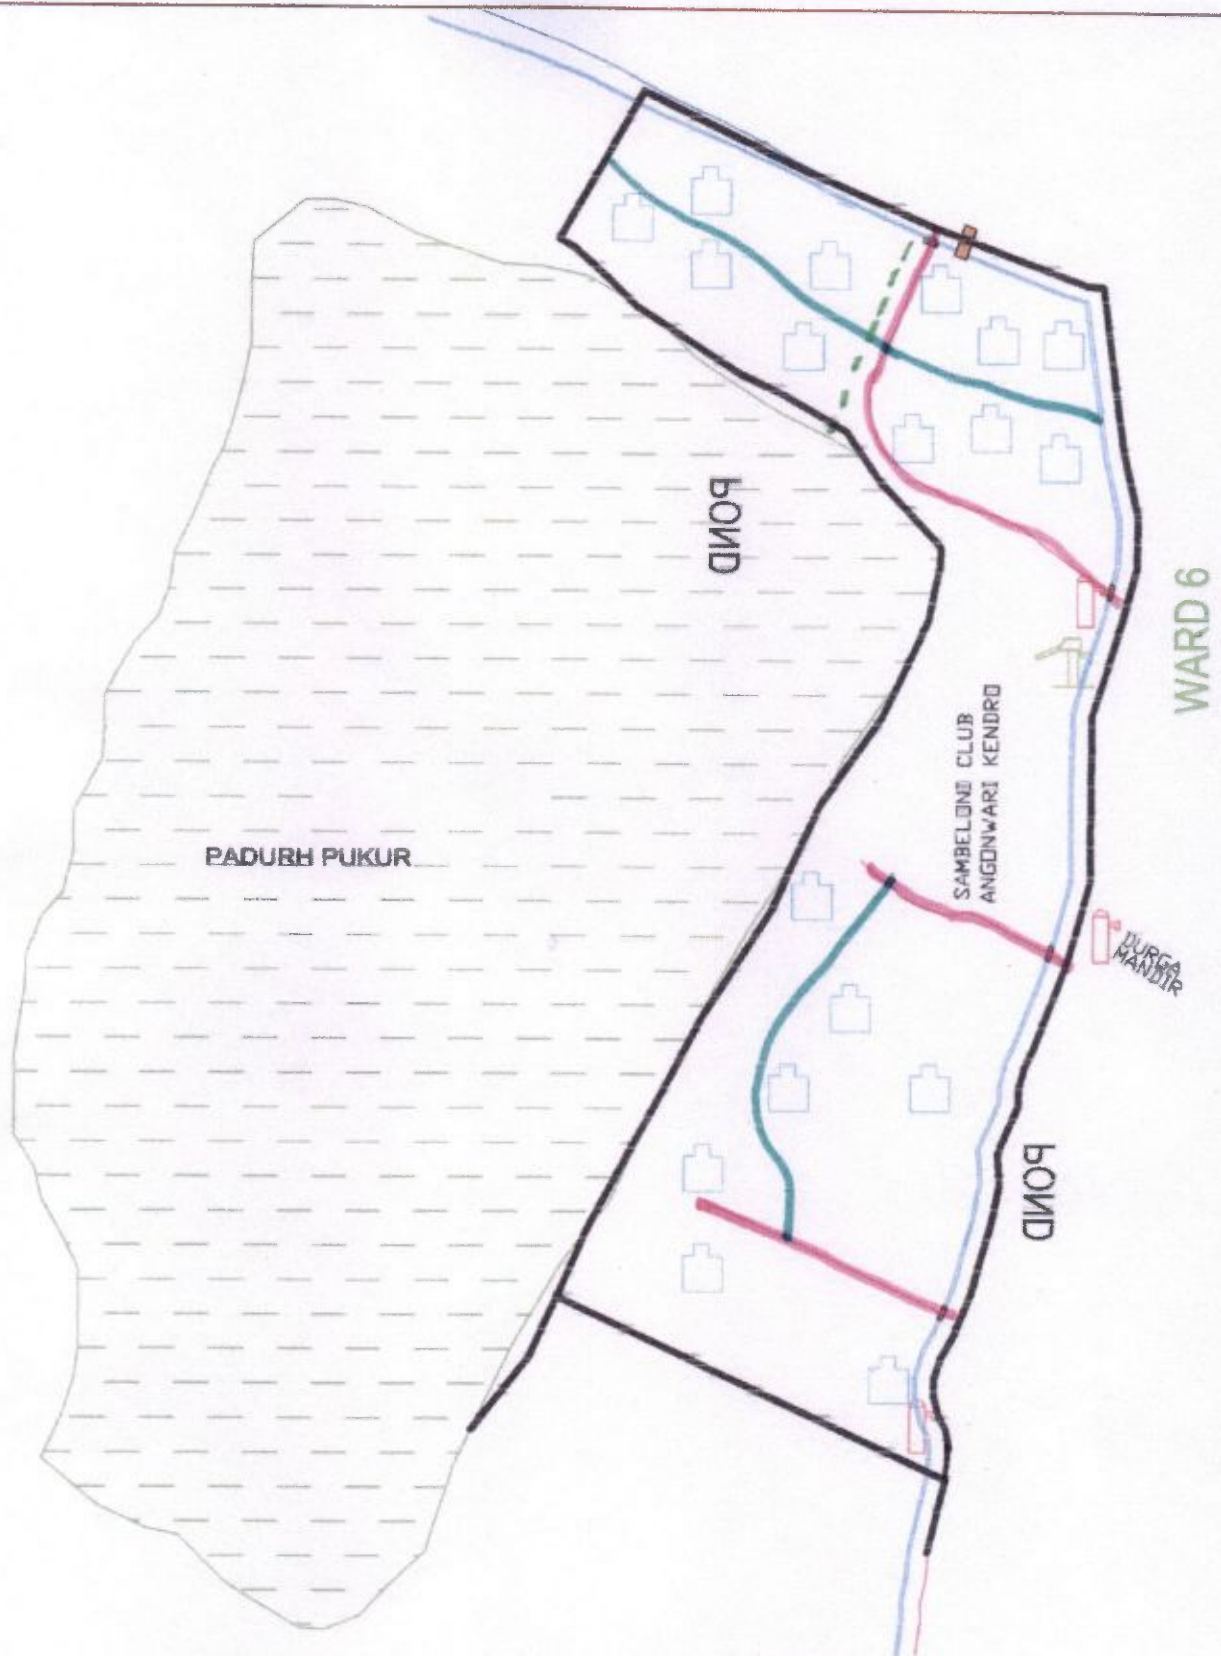 POND
WARD 6
SAMBELONI CLUB
ANGONWARI KENDRO
PADURH PUKUR
DURGA
MANDIR
POND